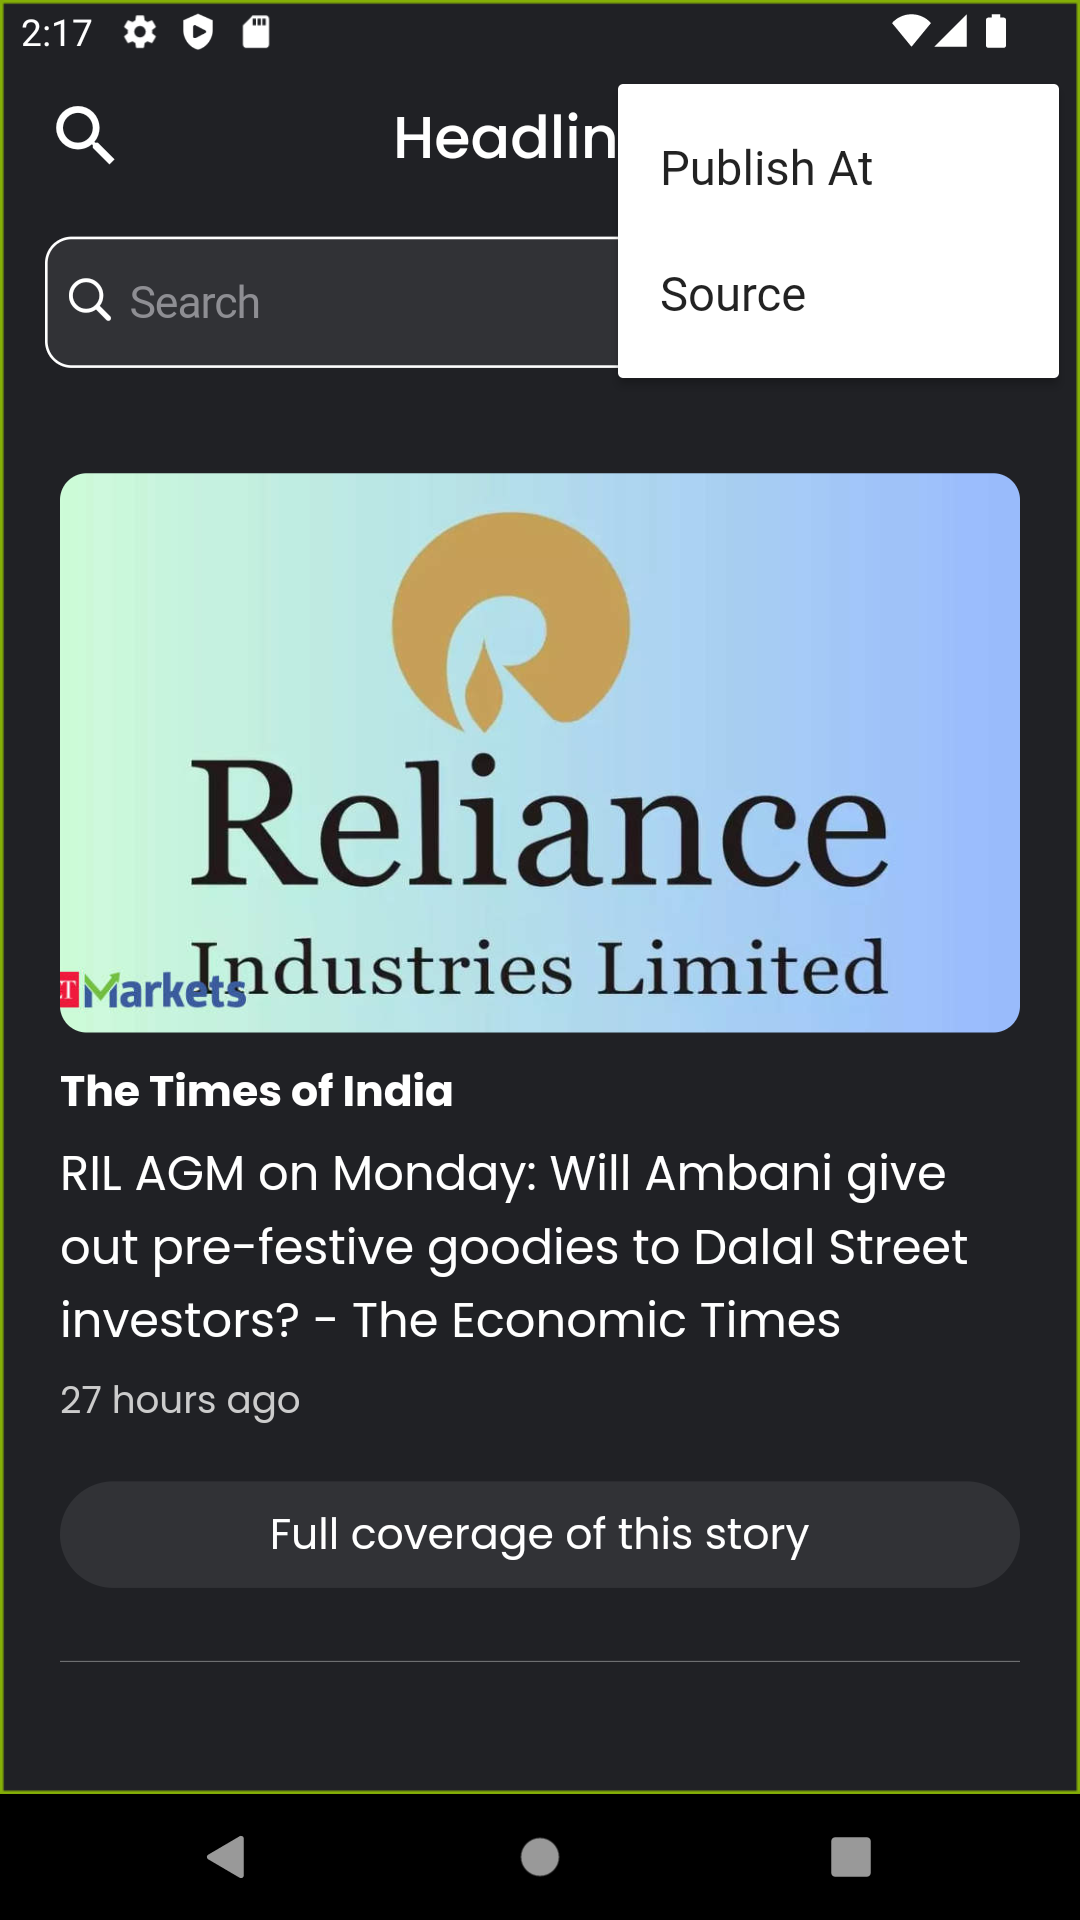 2:17
Headlin
Publish At
Source
Search
Reliance
Industries Limited
T Markets
The Times of India
RIL AGM on Monday: Will Ambani give
out pre-festive goodies to Dalal Street
investors? - The Economic Times
27 hours ago
Full coverage of this story